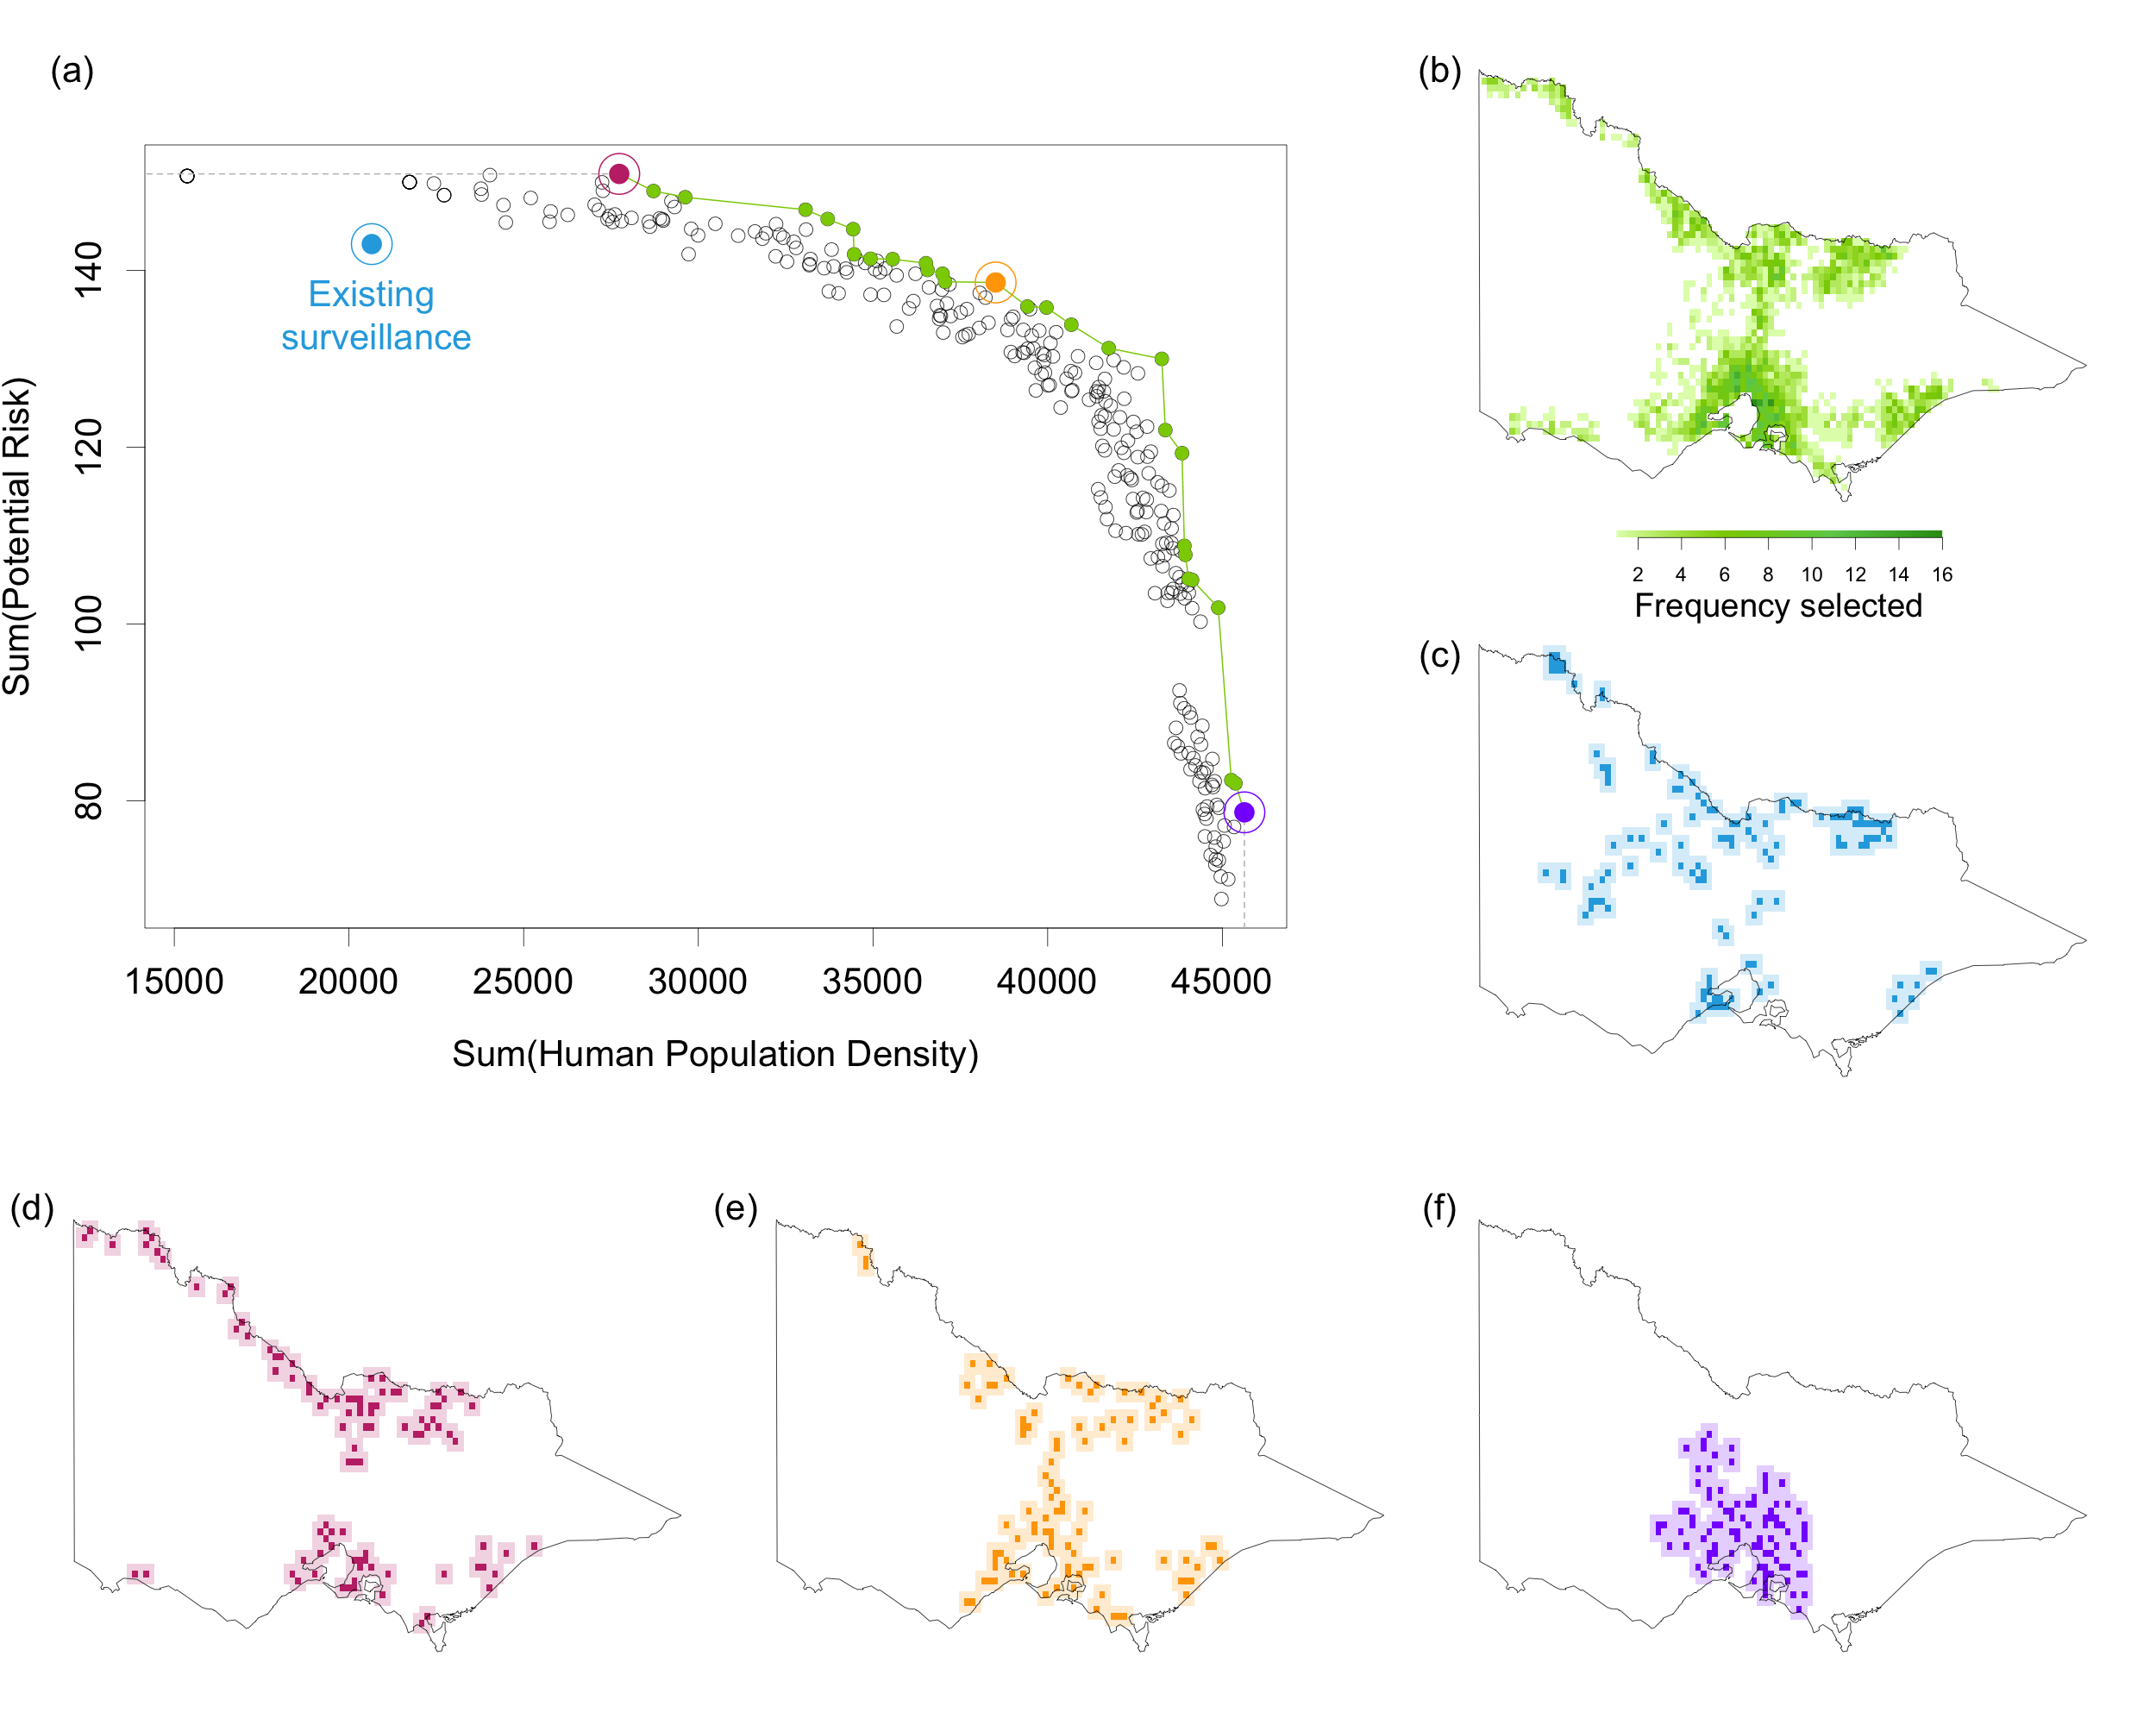 (a)
Sum(Potential Risk)
140
120
100
80
Existing
surveillance
15000 20000 25000 30000 35000 40000 45000
Sum(Human Population Density)
(b)
2 4 6 8 10 12 14 16
Frequency selected
(c)
(d)
(e)
(f)